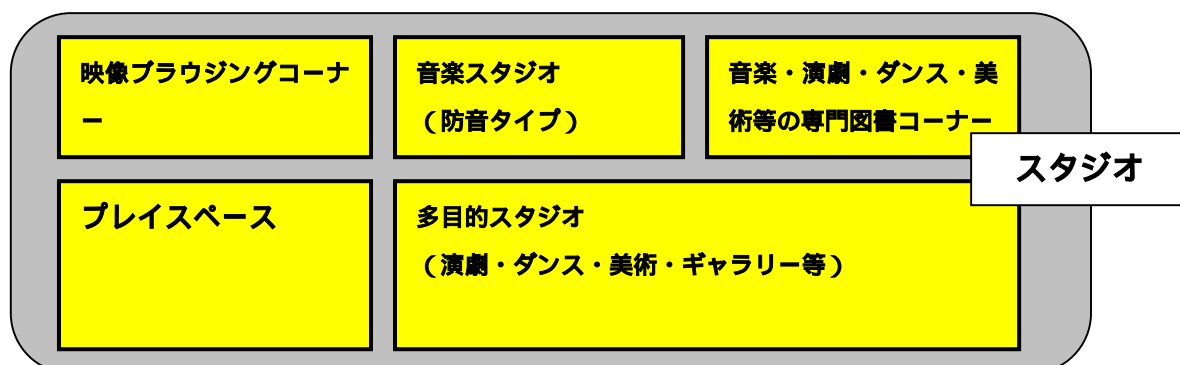 映像ブラウジングコーナ
ー
音楽スタジオ
（防音タイプ）
音楽・演劇・ダンス・美
術等の専門図書コーナー
スタジオ
プレイスペース
多目的スタジオ
（演劇・ダンス・美術・ギャラリー等）